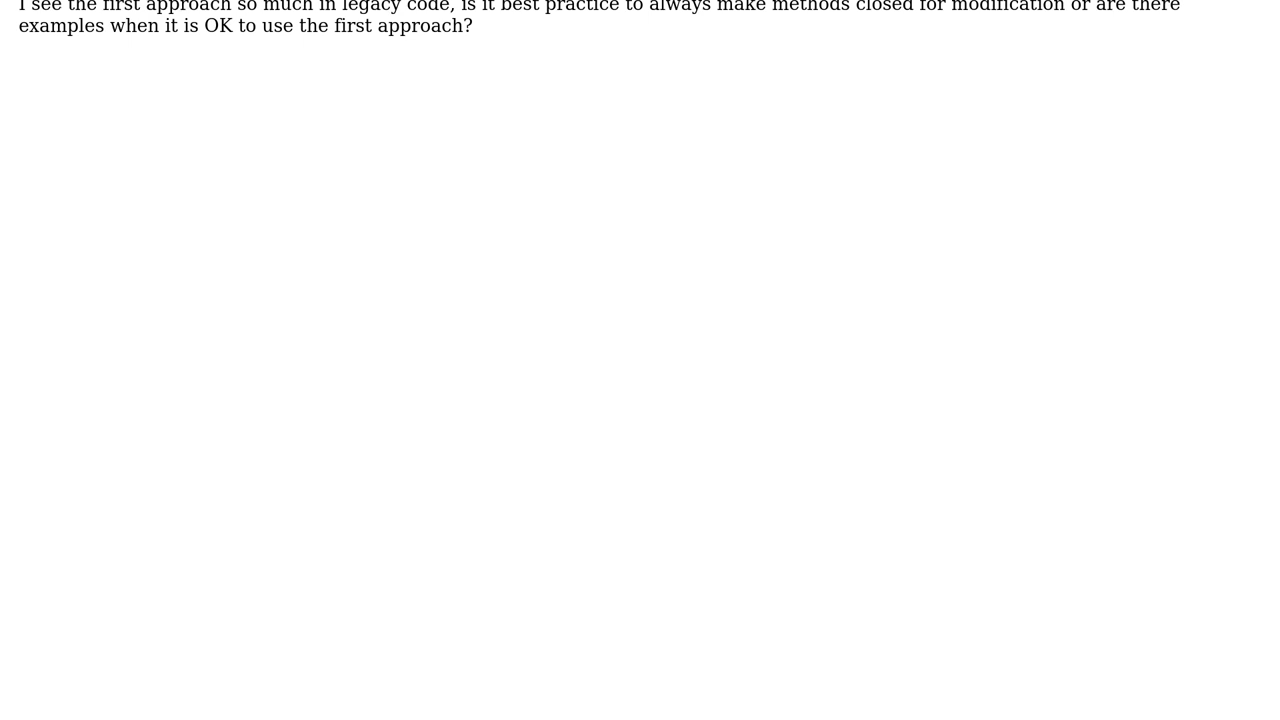 I see the first approach so much in legacy code, is it best practice to always make methods closed for modification or are there
examples when it is OK to use the first approach?